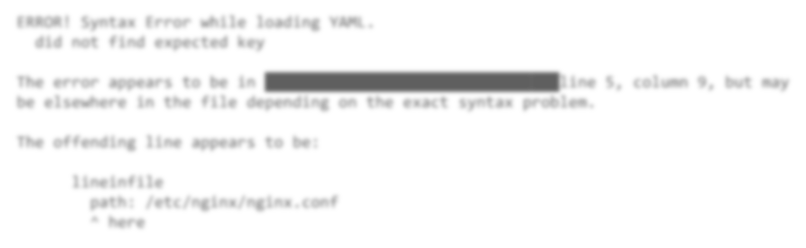 ERROR! Syntax Error while loading YAML.
did not find expected key
The error appears to be in line 5, column 9, but may
be elsewhere in the file depending on the exact syntax problem.
The offending line appears to be:
lineinfile
path: /etc/nginx/nginx.conf
^ here